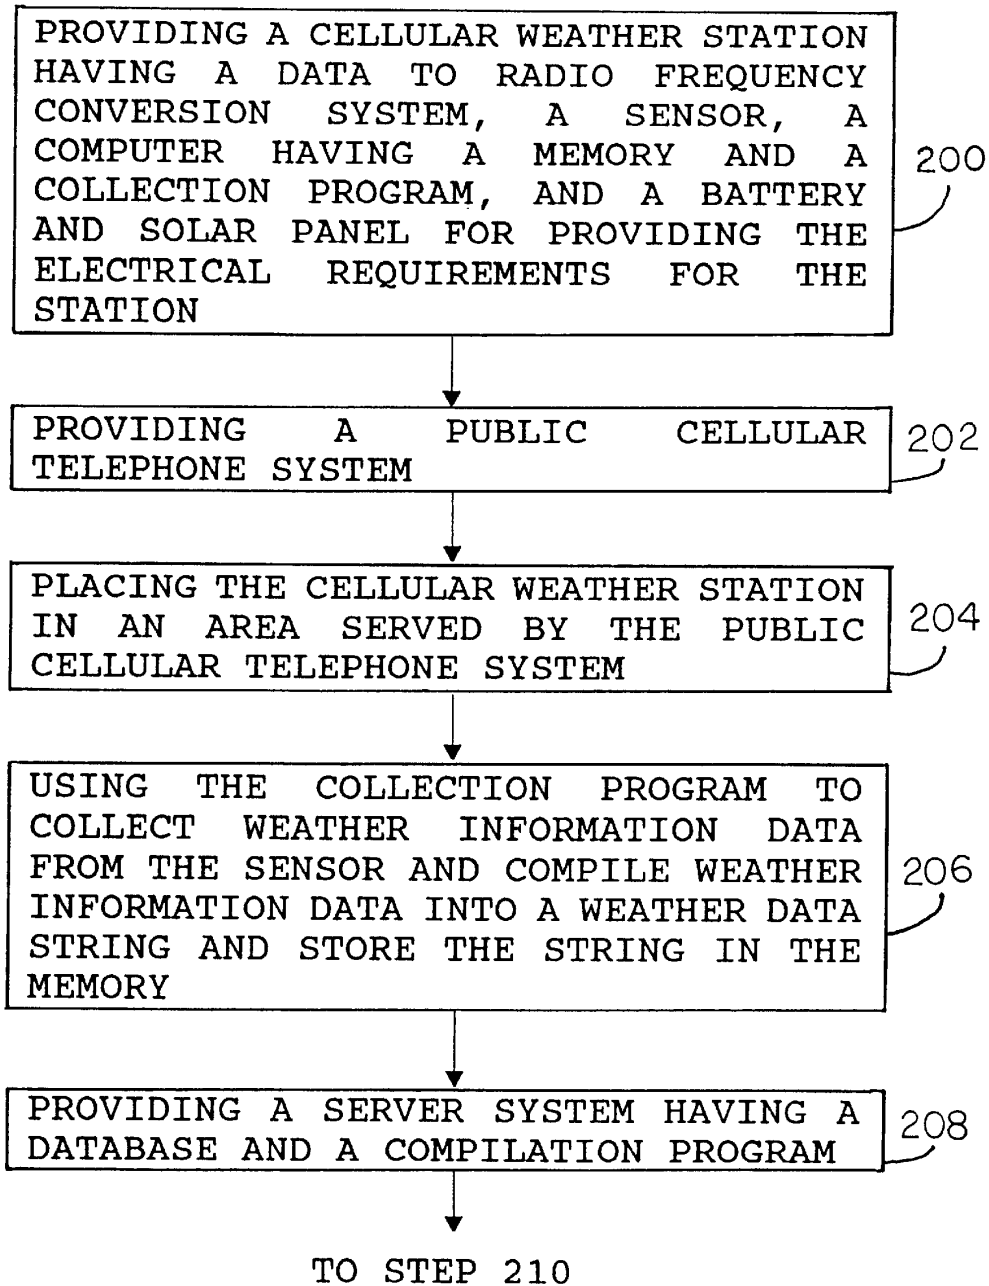 PROVIDING A CELLULAR WEATHER STATION
HAVING A DATA TO RADIO FREQUENCY
CONVERSION SYSTEM, A SENSOR, A
COMPUTER HAVING A MEMORY AND A
COLLECTION PROGRAM, AND A BATTERY
AND SOLAR PANEL FOR PROVIDING THE
ELECTRICAL REQUIREMENTS FOR THE
STATION
200
PROVIDING A PUBLIC CELLULAR
TELEPHONE SYSTEM
202
PLACING THE CELLULAR WEATHER STATION
IN AN AREA SERVED BY THE PUBLIC
CELLULAR TELEPHONE SYSTEM
204
USING THE COLLECTION PROGRAM TO
COLLECT WEATHER INFORMATION DATA
FROM THE SENSOR AND COMPILE WEATHER
INFORMATION DATA INTO A WEATHER DATA
STRING AND STORE THE STRING IN THE
MEMORY
206
PROVIDING A SERVER SYSTEM HAVING A
DATABASE AND A COMPILATION PROGRAM
208
TO STEP 210